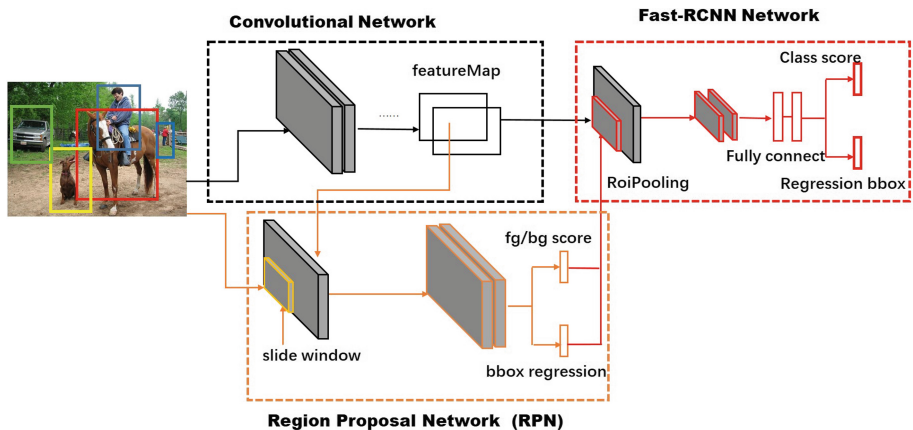 Convolutional Network
Fast-RCNN Network
featureMap
......
Class score
RoiPooling
Fully connect
Regression bbox
fg/bg score
slide window
bbox regression
Region Proposal Network (RPN)